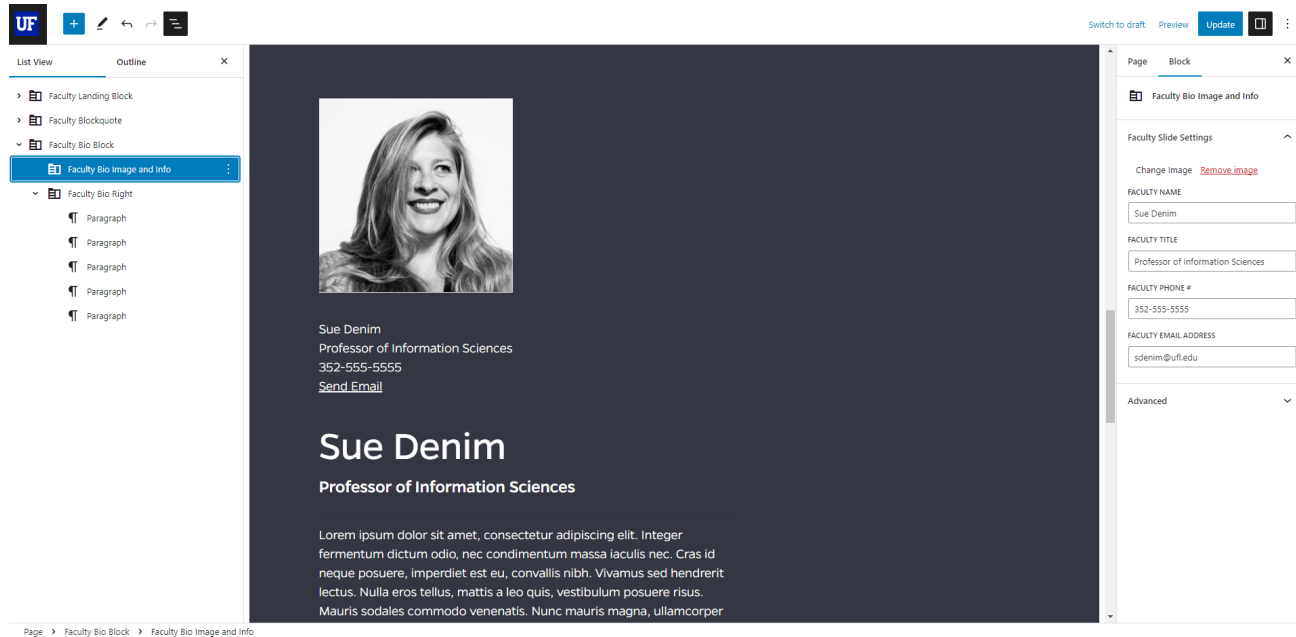 UF
Switch to draft Preview Update
List View Outline
Faculty Landing Block
Faculty Blockquote
Faculty Bio Block
Faculty Bio Image and Info
Faculty Bio Right
Paragraph
Paragraph
Paragraph
Paragraph
Paragraph
Sue Denim
Professor of Information Sciences
352-555-5555
Send Email
Sue Denim
Professor of Information Sciences
Lorem ipsum dolor sit amet, consectetur adipiscing elit. Integer
fermentum dictum odio, nec condimentum massa iaculis nec. Cras id
neque posuere, imperdiet est eu, convallis nibh. Vivamus sed hendrerit
lectus. Nulla eros tellus, mattis a leo quis, vestibulum posuere risus.
Mauris sodales commodo venenatis. Nunc mauris magna, ullamcorper
Page Block
Faculty Bio Image and Info
Faculty Slide Settings
Change Image Remove image
FACULTY NAME
Sue Denim
FACULTY TITLE
Professor of Information Sciences
FACULTY PHONE #
352-555-5555
FACULTY EMAIL ADDRESS
sdenim@ufl.edu
Advanced
Page > Faculty Bio Block > Faculty Bio Image and Info